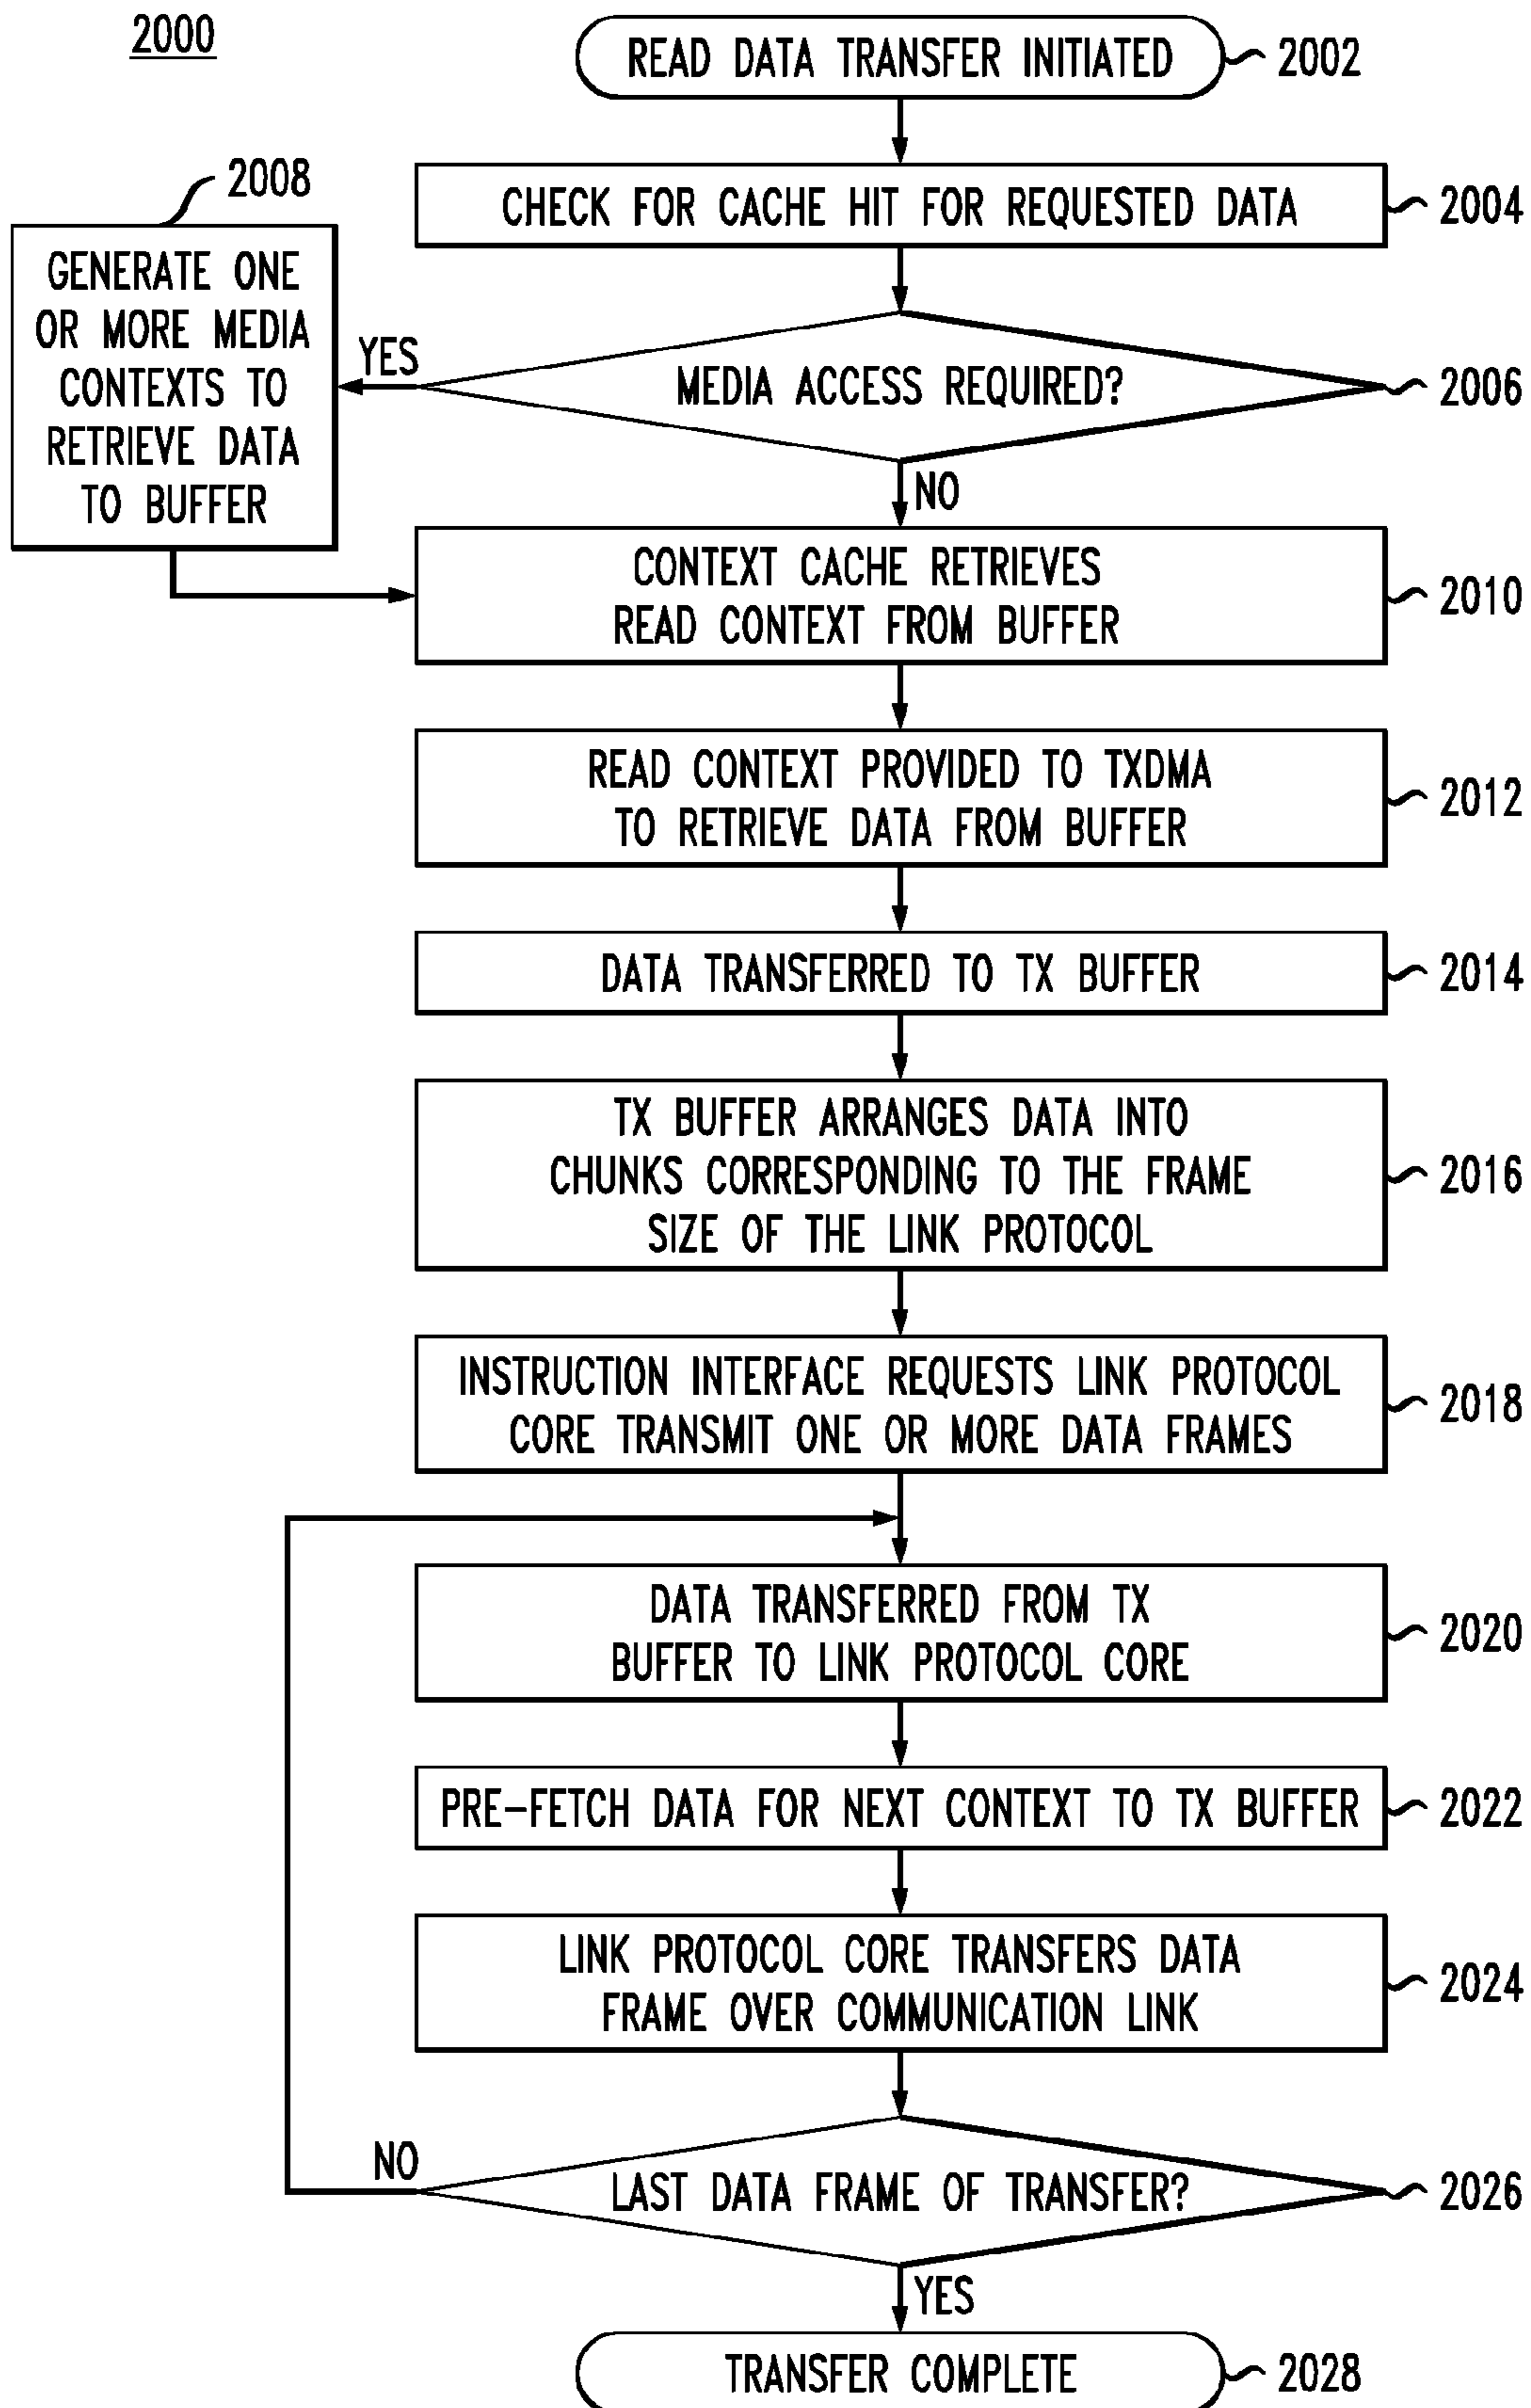 2000
READ DATA TRANSFER INITIATED
2002
CHECK FOR CACHE HIT FOR REQUESTED DATA
2004
2008
GENERATE ONE
OR MORE MEDIA
CONTEXTS TO
RETRIEVE DATA
TO BUFFER
YES
MEDIA ACCESS REQUIRED?
2006
NO
CONTEXT CACHE RETRIEVES
READ CONTEXT FROM BUFFER
2010
READ CONTEXT PROVIDED TO TXDMA
TO RETRIEVE DATA FROM BUFFER
2012
DATA TRANSFERRED TO TX BUFFER
2014
TX BUFFER ARRANGES DATA INTO
CHUNKS CORRESPONDING TO THE FRAME
SIZE OF THE LINK PROTOCOL
2016
INSTRUCTION INTERFACE REQUESTS LINK PROTOCOL
CORE TRANSMIT ONE OR MORE DATA FRAMES
2018
DATA TRANSFERRED FROM TX
BUFFER TO LINK PROTOCOL CORE
2020
PRE-FETCH DATA FOR NEXT CONTEXT TO TX BUFFER
2022
LINK PROTOCOL CORE TRANSFERS DATA
FRAME OVER COMMUNICATION LINK
2024
NO
LAST DATA FRAME OF TRANSFER?
2026
YES
TRANSFER COMPLETE
2028